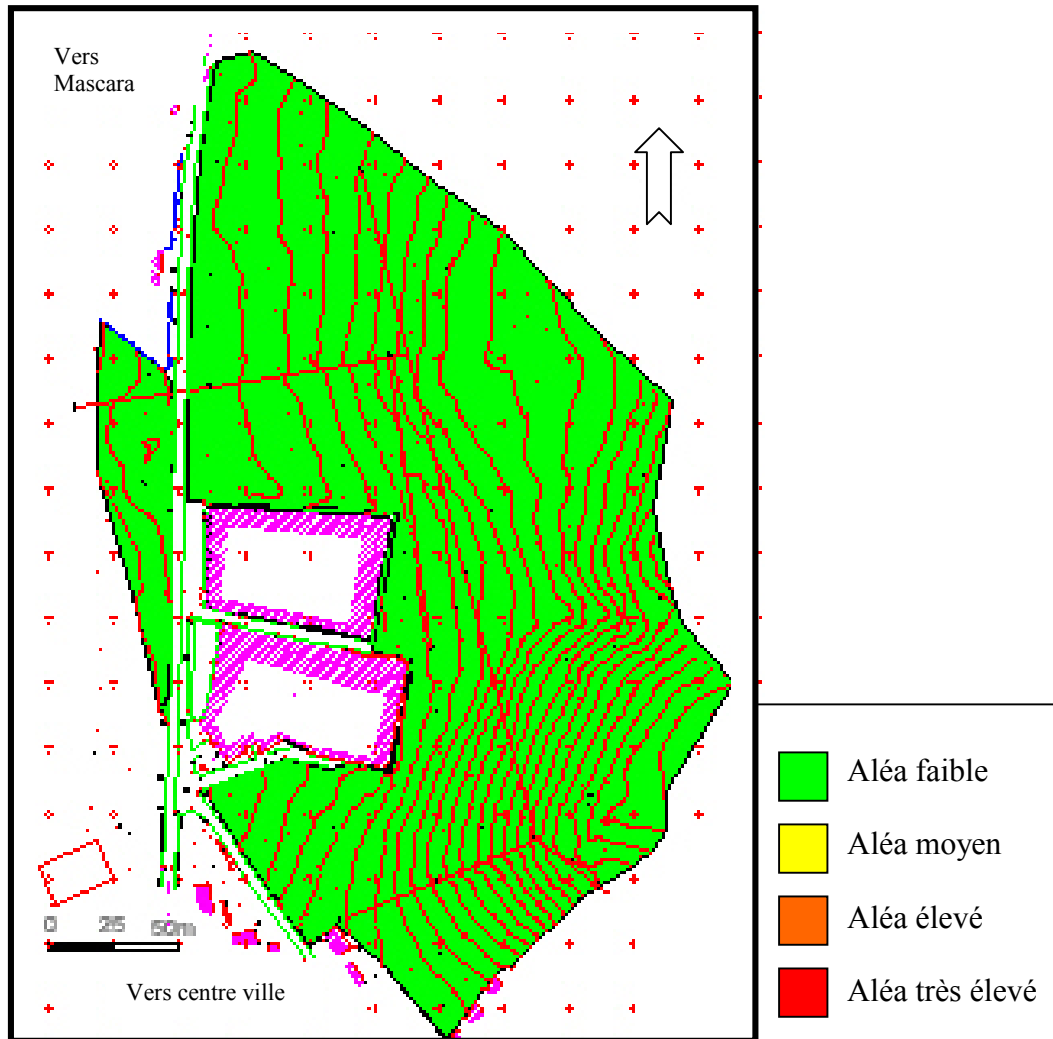 Vers
Mascara
0 25 50m
Vers centre ville
Aléa faible
Aléa moyen
Aléa élevé
Aléa très élevé